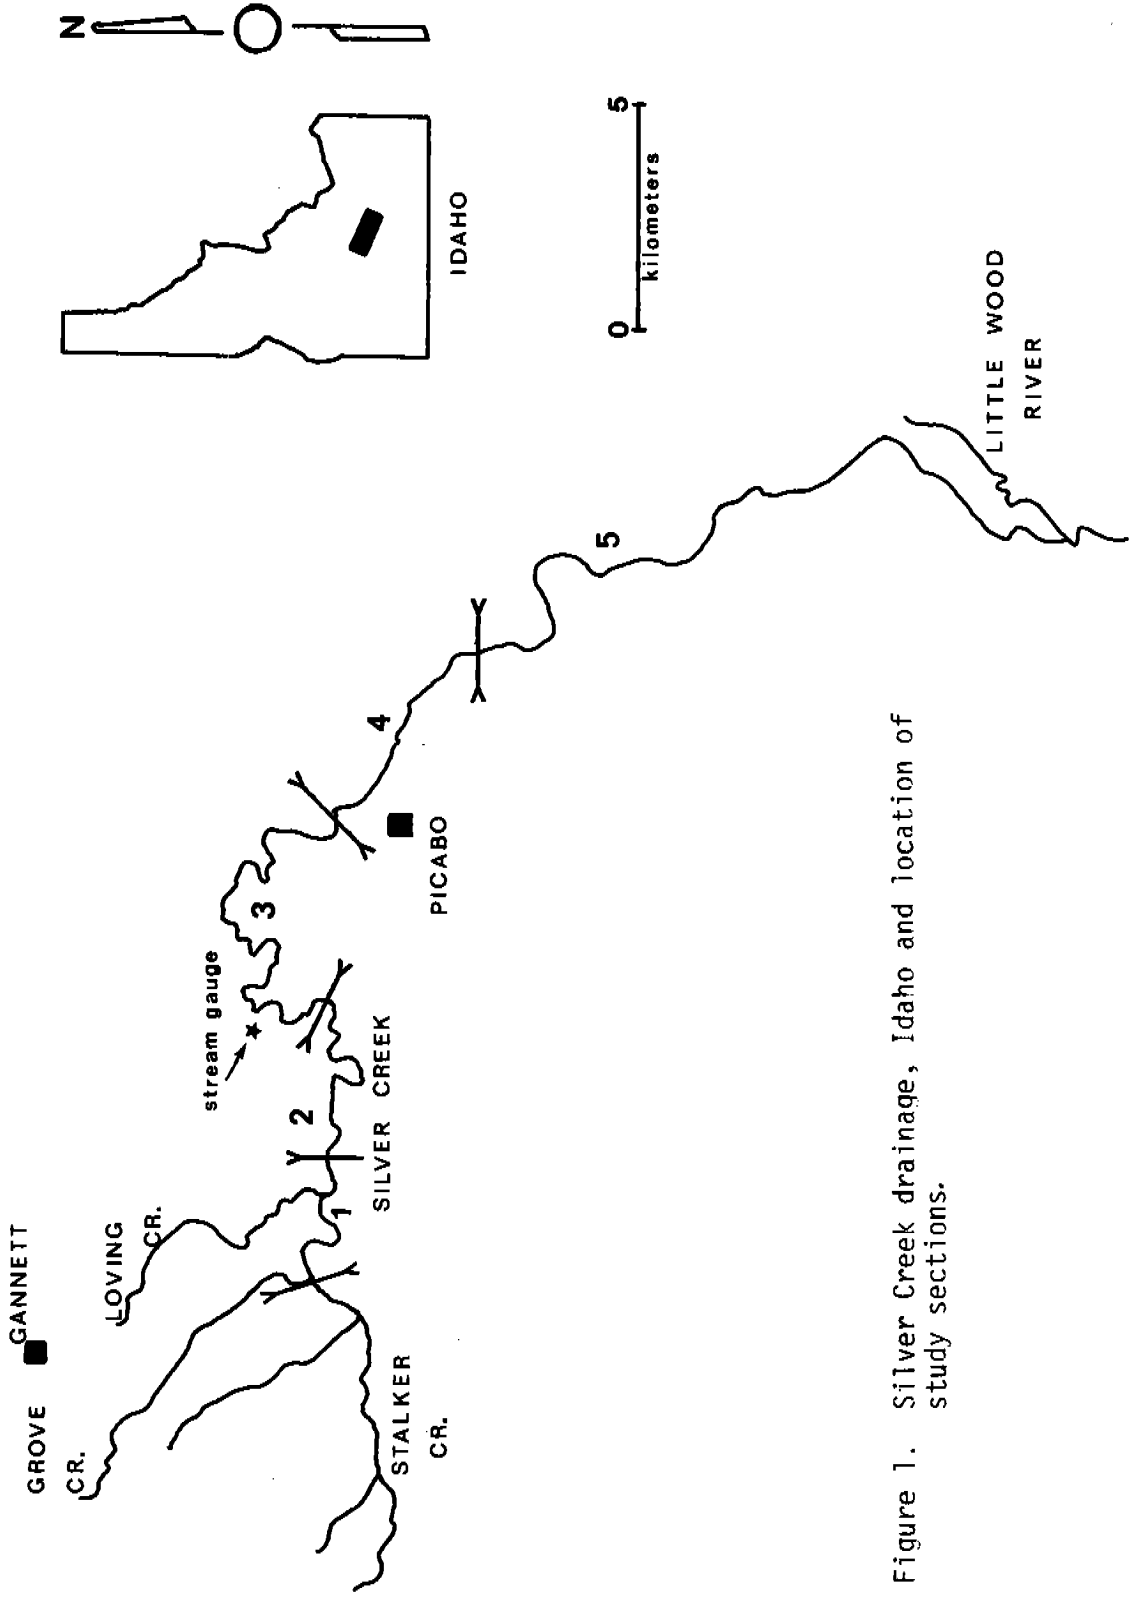 N
IDAHO
0 5
kilometers
GANNETT
GROVE
CR.
LOVING
CR.
stream gauge
STALKER
CR.
1
2
3
4
5
SILVER CREEK
PICABO
LITTLE WOOD
RIVER
Figure 1. Silver Creek drainage, Idaho and location of
study sections.